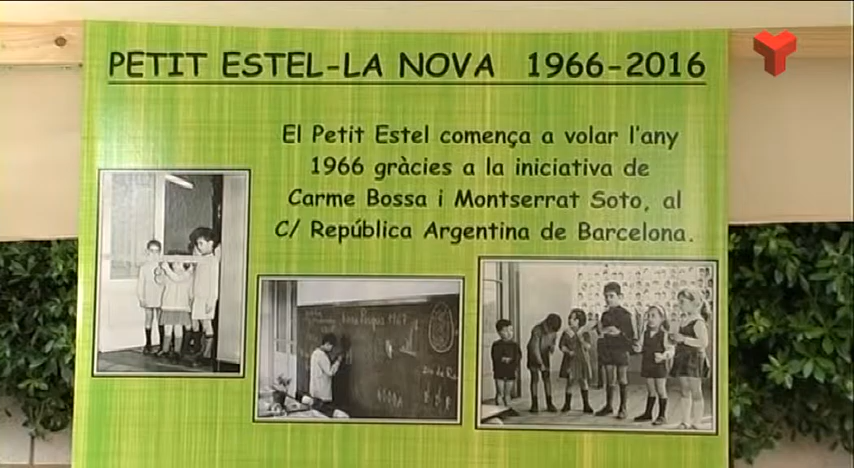 PETIT ESTEL-LA NOVA 1966-2016
El Petit Estel comença a volar l'any
1966 gràcies a la iniciativa de
Carme Bossa i Montserrat Soto, al
C/ República Argentina de Barcelona.